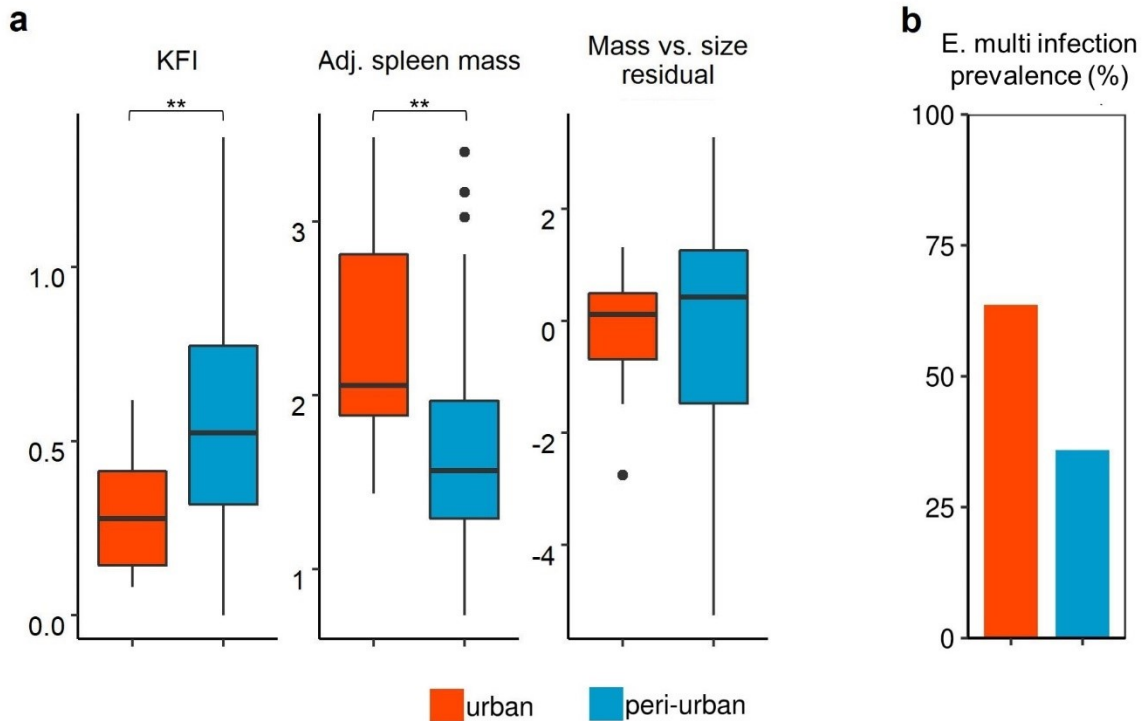 a
KFI
**
1.0
0.5
0.0
Adj. spleen mass
**
3
2
1
Mass vs. size
residual
2
0
-2
-4
b
E. multi infection
prevalence (%)
100
75
50
25
0
urban
peri-urban